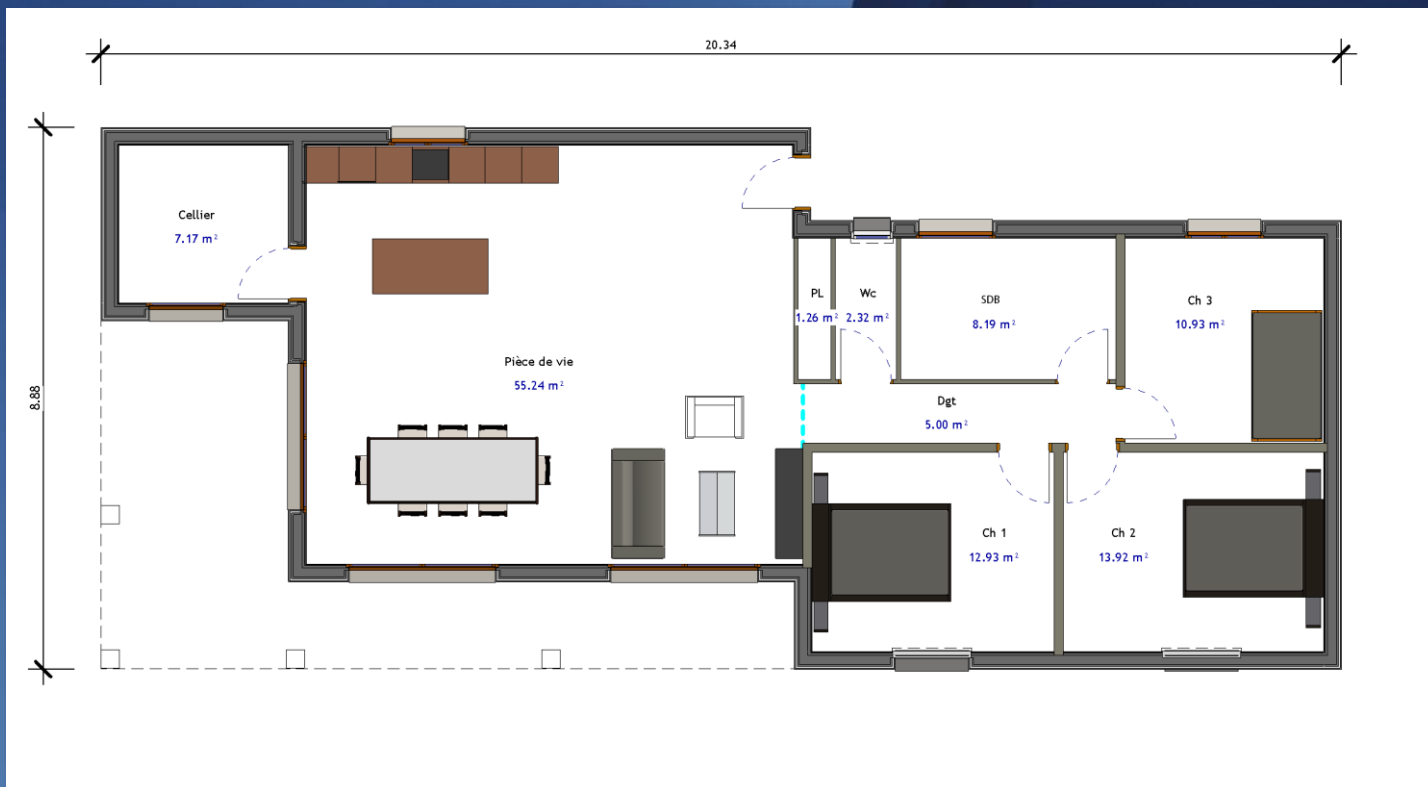 20.34
8.88
Cellier
7.17 m²
Pièce de vie
55.24 m²
PL
1.26 m²
Wc
2.32 m²
SDB
8.19 m²
Ch 3
10.93 m²
Dgt
5.00 m²
Ch 1
12.93 m²
Ch 2
13.92 m²